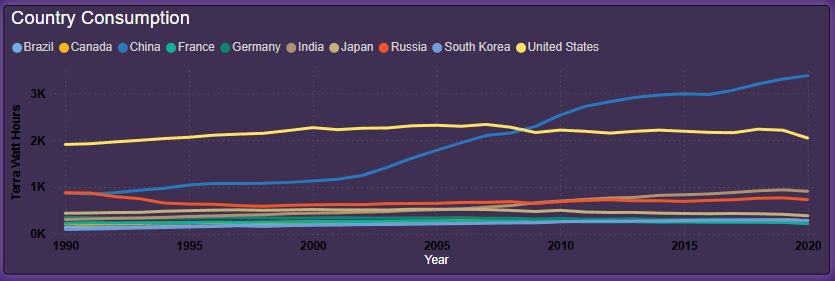 Country Consumption
Brazil Canada China France Germany India Japan Russia South Korea United States
Terra Watt Hours
3K
2K
1K
0K
1990 1995 2000 2005 2010 2015 2020
Year